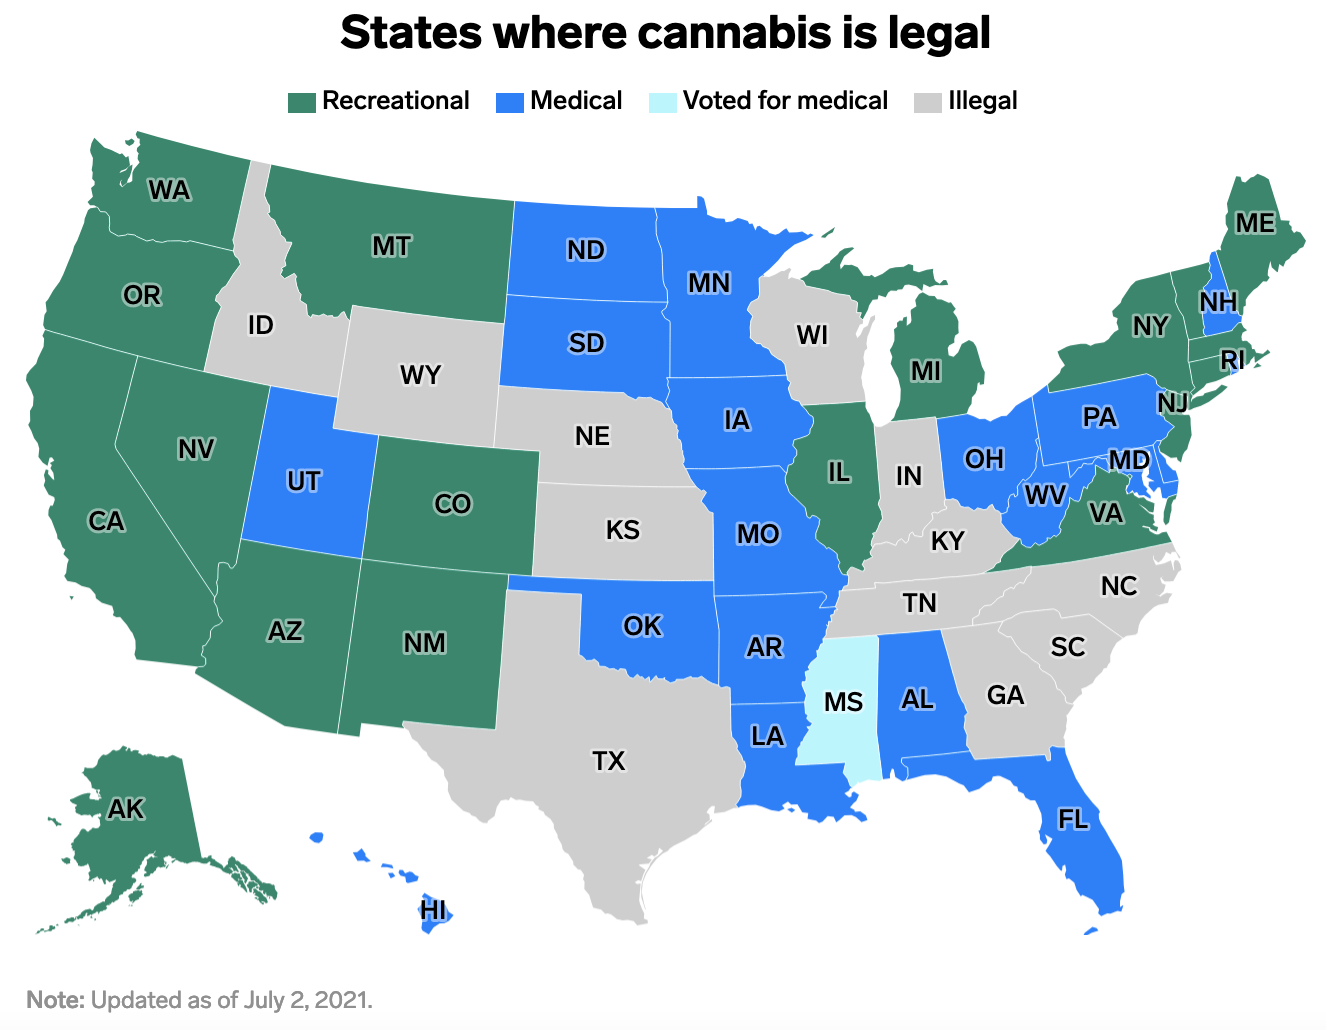 States where cannabis is legal
Recreational Medical Voted for medical Illegal
WA
ME
MT
ND
MN
OR
NH
ID
WI
NY
SD
RI
WY
MI
NJ
PA
IA
NE
NV
OH
MD
IL
IN
UT
WV
CO
VA
CA
KS
MO
KY
NC
TN
AZ
OK
NM
AR
SC
GA
MS
AL
LA
TX
AK
FL
HI
Note: Updated as of July 2, 2021.